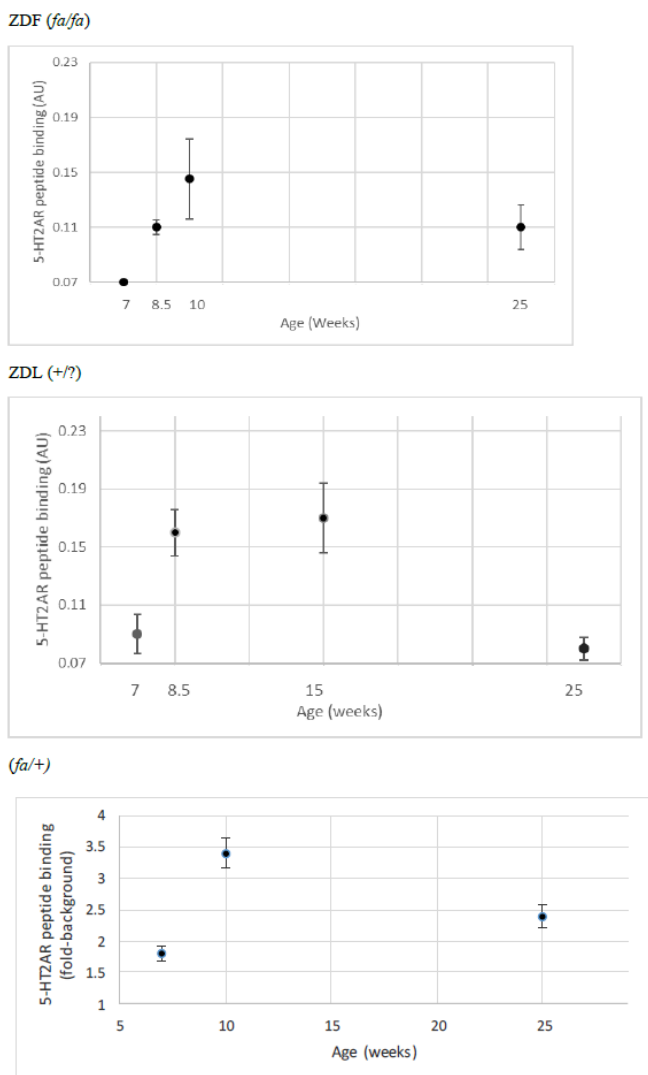 ZDF (fa/fa)
0.23
0.19
0.15
0.11
0.07
5-HT2AR peptide binding (AU)
7 8.5 10 25
Age (Weeks)
ZDL (+/?)
0.23
0.19
0.15
0.11
0.07
5-HT2AR peptide binding (AU)
7 8.5 15 25
Age (weeks)
(fa/+)
4
3.5
3
2.5
2
1.5
1
5-HT2AR peptide binding
(fold-background)
5 10 15 20 25
Age (weeks)